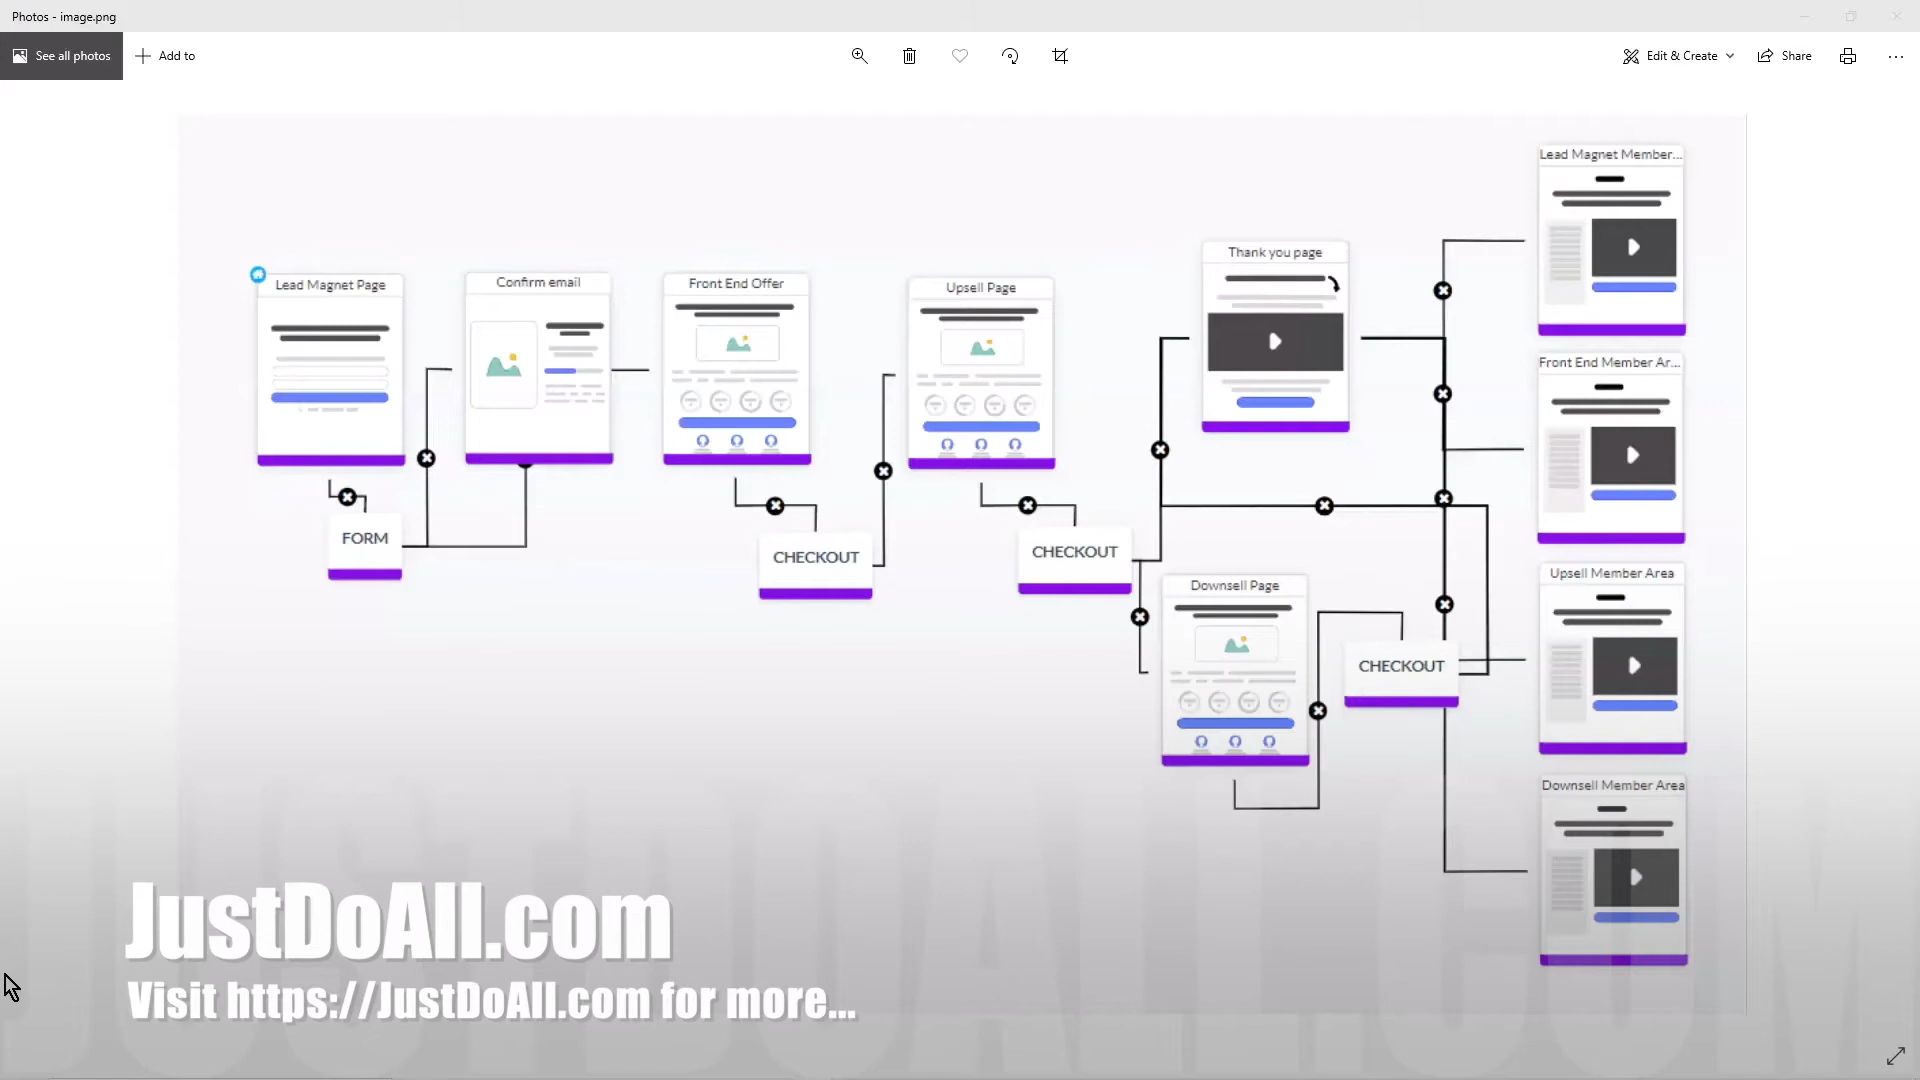 Photos - image.png
See all photos
Add to
Edit & Create
Share
Lead Magnet Page
Confirm email
Front End Offer
Upsell Page
Thank you page
Lead Magnet Member...
Front End Member Ar...
FORM
CHECKOUT
CHECKOUT
Downsell Page
CHECKOUT
Upsell Member Area
Downsell Member Area
JustDoAll.com
Visit https://JustDoAll.com for more...
JUSTDOALL.COM